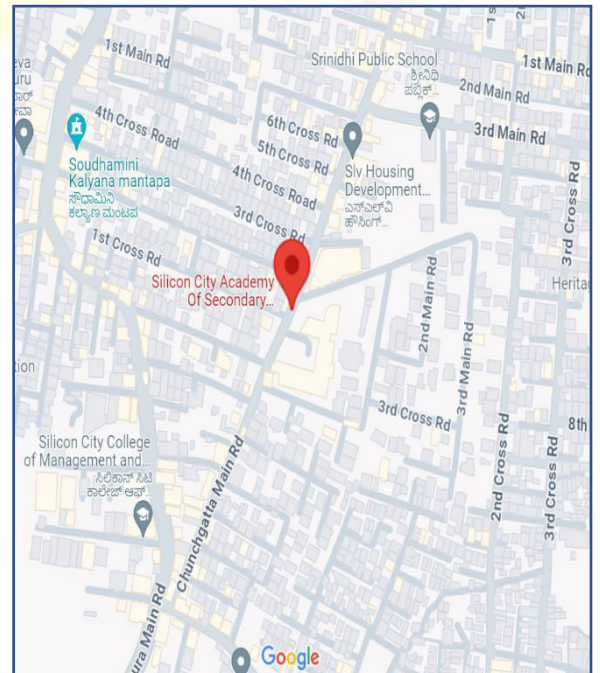 1st Main Rd
Srinidhi Public School
ಶ್ರೀನಿಧಿ
ಪಬ್ಲಿಕ್...
1st Main Rd
2nd Main Rd
3rd Main Rd
4th Cross Road
6th Cross Rd
5th Cross Rd
4th Cross Road
3rd Cross Rd
Soudhamini
Kalyana mantapa
ಸೌಧಾಮಿನಿ
ಕಲ್ಯಾಣ ಮಂಟಪ
Slv Housing
Development...
ಎಸ್ಎಲ್ವಿ
ಹೌಸಿಂಗ್...
1st Cross Rd
3rd Cross Rd
Silicon City Academy
Of Secondary...
2nd Main Rd
3rd Main Rd
3rd Cross Rd
8th
Silicon City College
of Management and...
ಸಿಲಿಕಾನ್ ಸಿಟಿ
ಕಾಲೇಜ್ ಆಫ್...
Chunchgatta Main Rd
2nd Cross Rd
3rd Cross Rd
Main Rd
Google